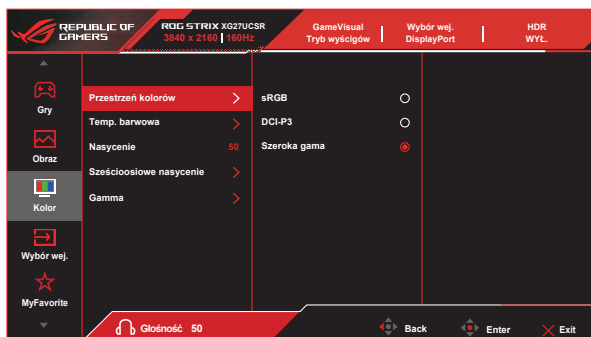 REPUBLIC OF
GAMERS
ROG STRIX XG27UCSR
3840 x 2160 160Hz
GameVisual
Tryb wyścigów
Wybór wej.
DisplayPort
HDR
WYŁ.
Gry
Obraz
Kolor
Wybór wej.
MyFavorite
Przestrzeń kolorów
Temp. barwowa
Nasycenie 50
Sześcioosiowe nasycenie
Gamma
sRGB
DCI-P3
Szeroka gama
Głośność 50
Back
Enter
Exit